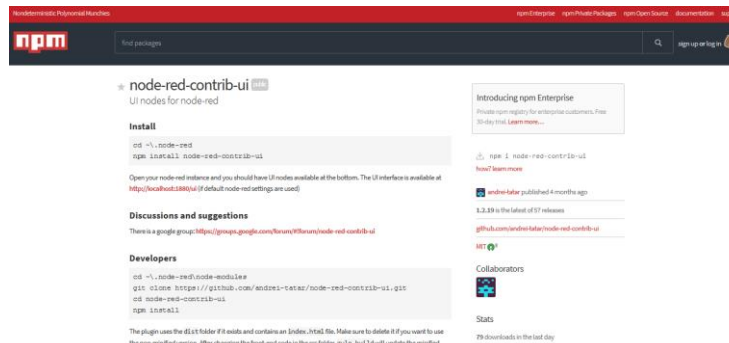 Nondeterministic Polynomial Munchies
npm Enterprise npm Private Packages npm Open Source documentation
npm
find packages
sign up or log in
node-red-contrib-ui
UI nodes for node-red
Install
cd ~\.node-red
npm install node-red-contrib-ui
Open your node-red instance and you should have UI nodes available at the bottom. The UI interface is available at
http://localhost:1880/ui (if default node-red settings are used)
Discussions and suggestions
There is a google group: https://groups.google.com/forum/#!forum/node-red-contrib-ui
Developers
cd ~\.node-red\node-modules
git clone https://github.com/andrei-tatar/node-red-contrib-ui.git
cd node-red-contrib-ui
npm install
The plugin uses the dist folder if it exists and contains an index.html file. Make sure to delete it if you want to use
Introducing npm Enterprise
Private npm registry for enterprise customers. Free
30-day trial. Learn more…
npm i node-red-contrib-ui
how? learn more
andrei-tatar published 4 months ago
1.3.19 is the latest of 57 releases
github.com/andrei-tatar/node-red-contrib-ui
MIT
Collaborators
Stats
79 downloads in the last day